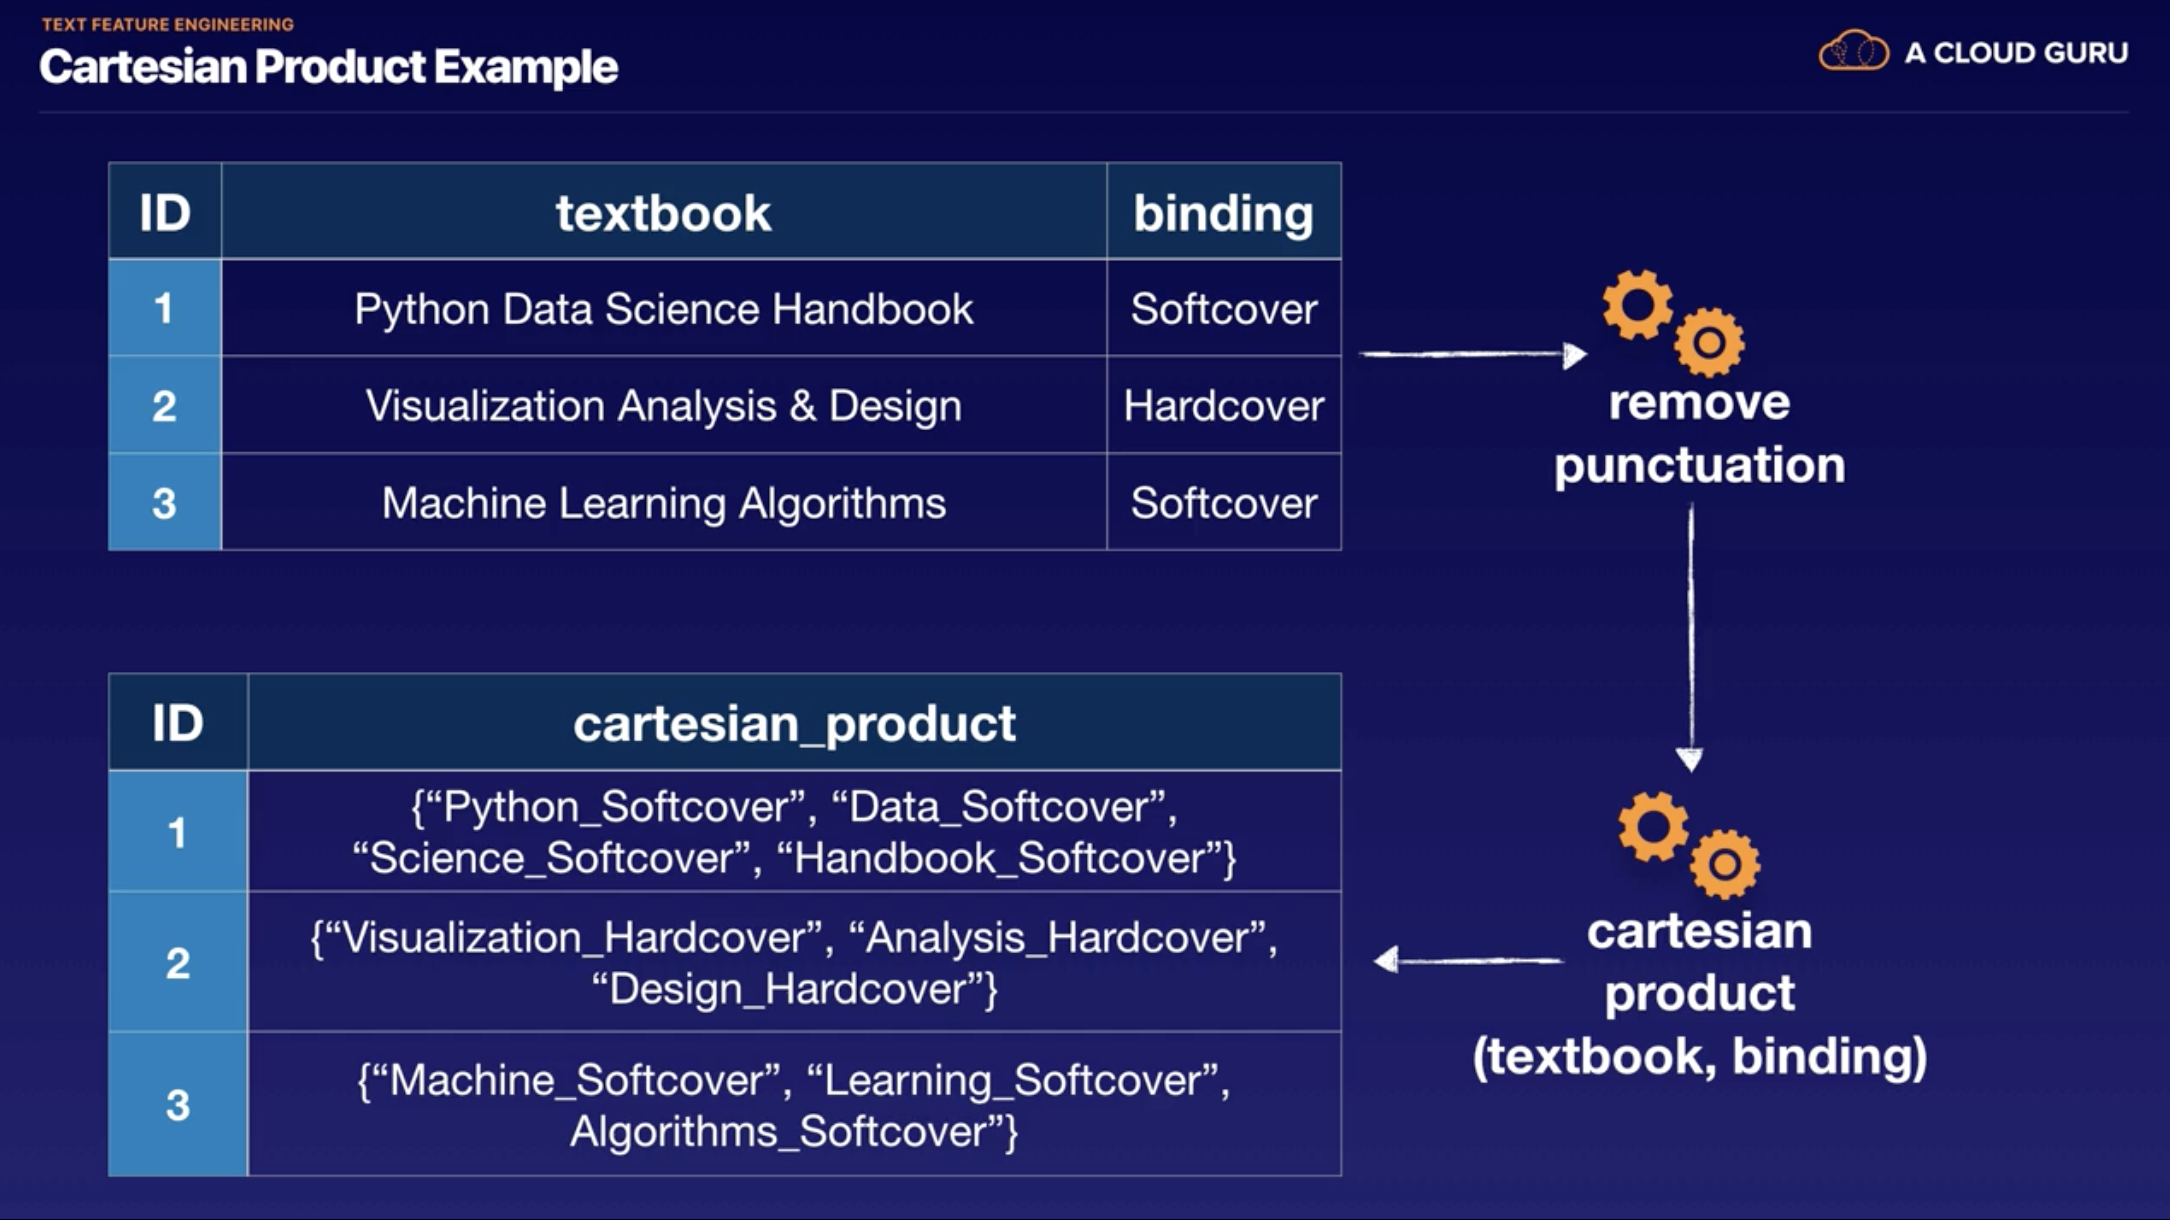 TEXT FEATURE ENGINEERING
Cartesian Product Example
A CLOUD GURU
ID textbook binding
1 Python Data Science Handbook Softcover
2 Visualization Analysis & Design Hardcover
3 Machine Learning Algorithms Softcover
remove
punctuation
ID cartesian_product
1 {“Python_Softcover”, “Data_Softcover”,
“Science_Softcover”, “Handbook_Softcover”}
2 {“Visualization_Hardcover”, “Analysis_Hardcover”,
“Design_Hardcover”}
3 {“Machine_Softcover”, “Learning_Softcover”,
Algorithms_Softcover”}
cartesian
product
(textbook, binding)